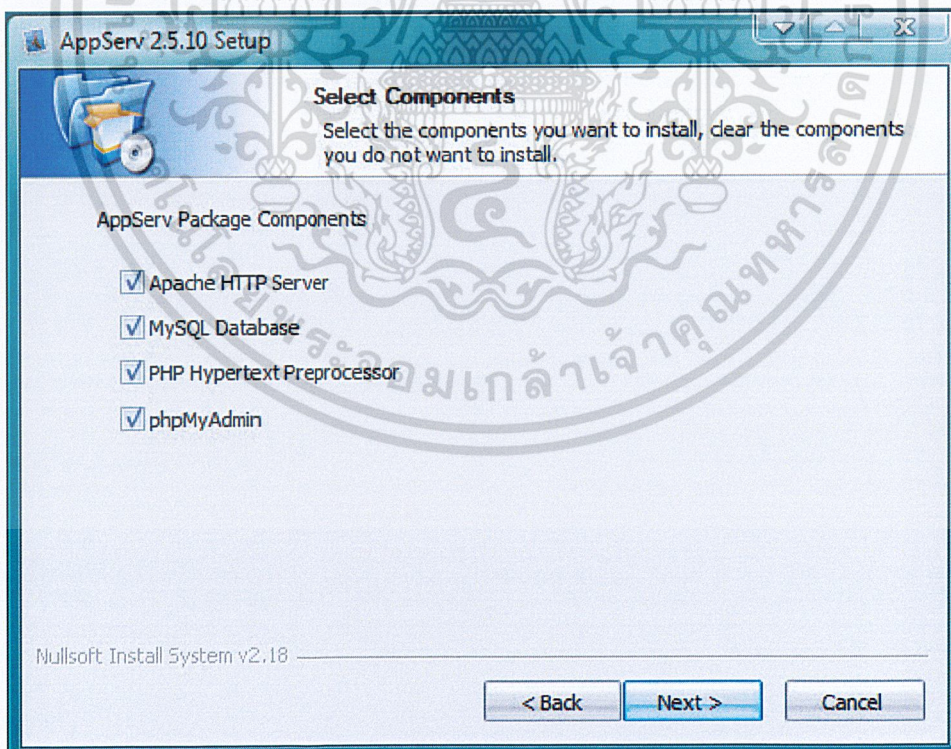 AppServ 2.5.10 Setup
Select Components
Select the components you want to install, clear the components
you do not want to install.
AppServ Package Components
Apache HTTP Server
MySQL Database
PHP Hypertext Preprocessor
phpMyAdmin
Nullsoft Install System v2.18
< Back
Next >
Cancel